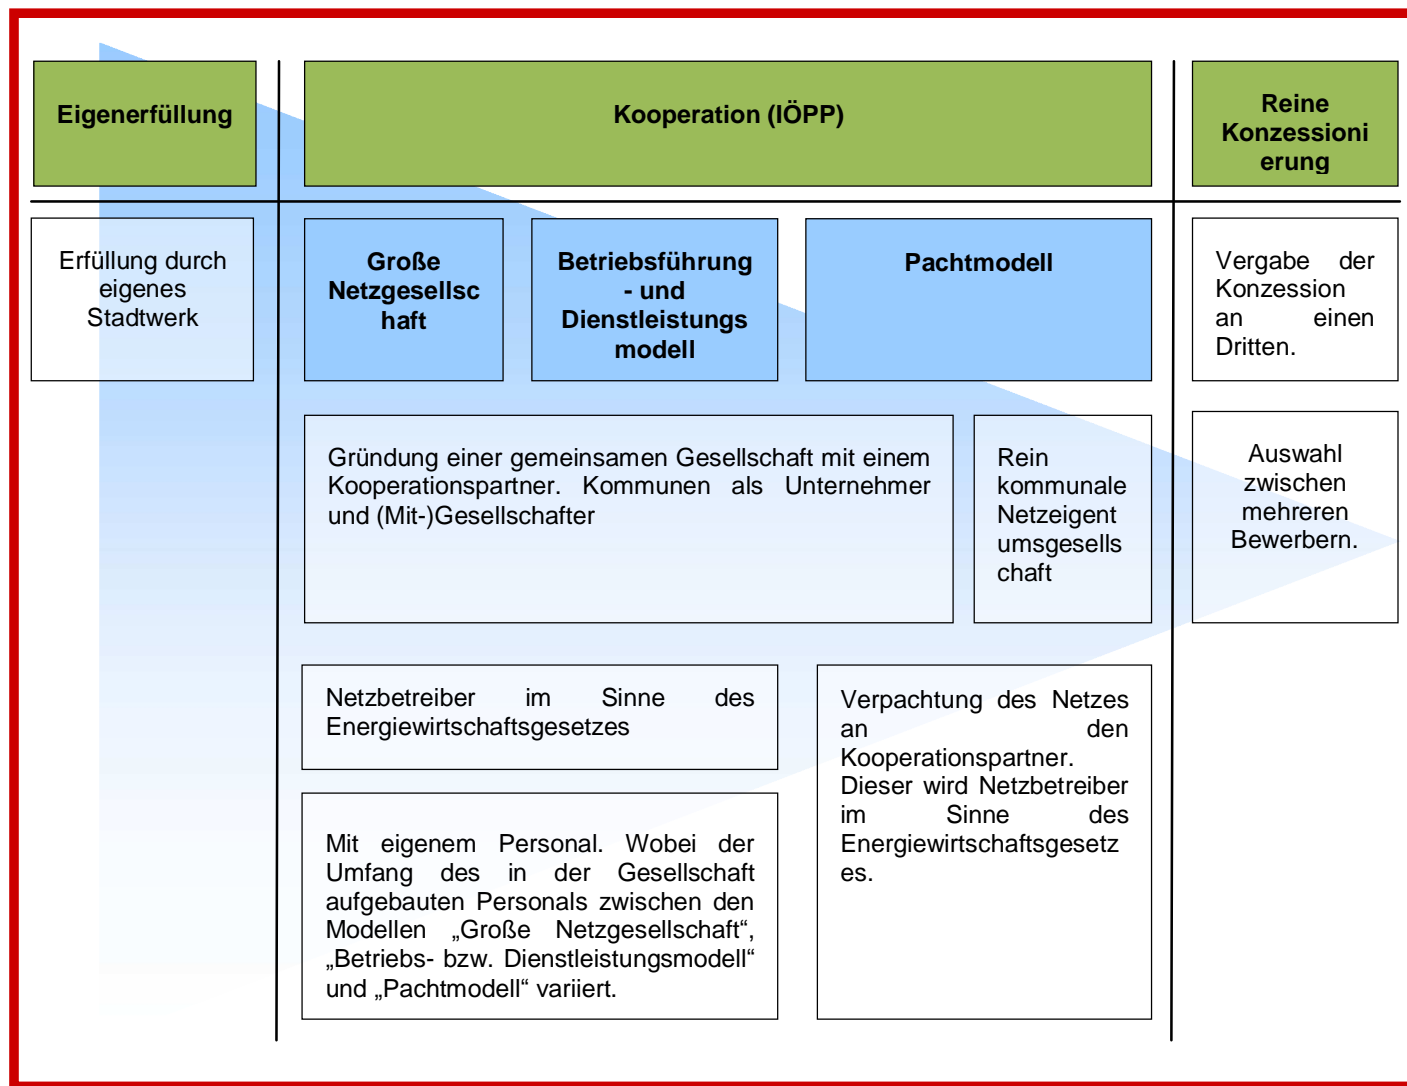 Eigenerfüllung
Kooperation (IÖPP)
Reine
Konzessioni
erung
Erfüllung durch
eigenes
Stadtwerk
Große
Netzgesellsc
haft
Betriebsführung
- und
Dienstleistungs
modell
Pachtmodell
Vergabe der
Konzession
an einen
Dritten.
Gründung einer gemeinsamen Gesellschaft mit einem
Kooperationspartner. Kommunen als Unternehmer
und (Mit-)Gesellschafter
Rein
kommunale
Netzeigent
umsgesells
chaft
Auswahl
zwischen
mehreren
Bewerbern.
Netzbetreiber im Sinne des
Energiewirtschaftsgesetzes
Verpachtung des Netzes
an den
Kooperationspartner.
Dieser wird Netzbetreiber
im Sinne des
Energiewirtschaftsgesetz
es.
Mit eigenem Personal. Wobei der
Umfang des in der Gesellschaft
aufgebauten Personals zwischen den
Modellen „Große Netzgesellschaft“,
„Betriebs- bzw. Dienstleistungsmodell“
und „Pachtmodell“ variiert.